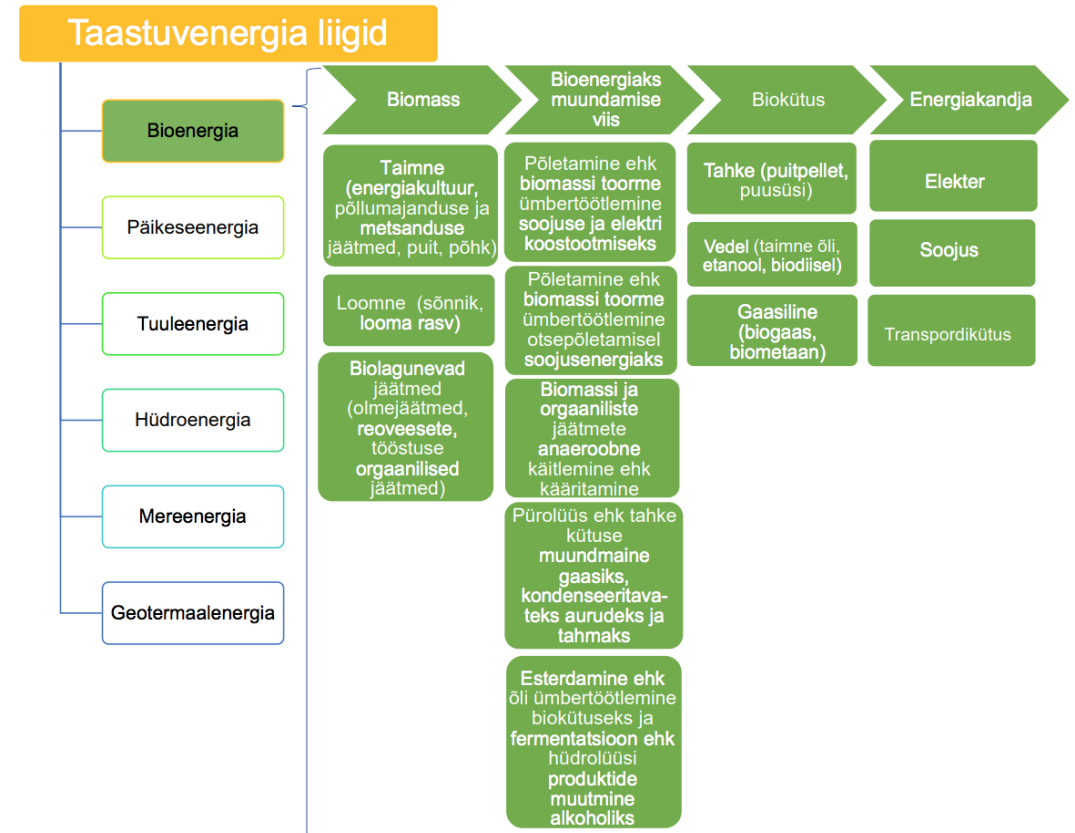 Taastuvenergia liigid
Bioenergia
Päikeseenergia
Tuuleenergia
Hüdroenergia
Mereenergia
Geotermaalenergia
Biomass
Taimne
(energiakultuur,
põllumajanduse ja
metsanduse
jäätmed, puit, põhk)
Loomne (sõnnik,
looma rasv)
Biolagunevad
jäätmed
(olmejäätmed,
reoveesete,
tööstuse
orgaanilised
jäätmed)
Bioenergiaks
muundamise
viis
Põletamine ehk
biomassi toorme
ümbertöötlemine
soojuse ja elektri
koostootmiseks
Põletamine ehk
biomassi toorme
ümbertöötlemine
otsepõletamisel
soojusenergiaks
Biomassi ja
orgaaniliste
jäätmete
anaeroobne
käitlemine ehk
kääritamine
Pürolüüs ehk tahke
kütuse
muundmaine
gaasiks,
kondenseeritava-
teks aurudeks ja
tahmaks
Esterdamine ehk
õli ümbertöötlemine
biokütuseks ja
fermentatsioon ehk
hüdrolüüsi
produktide
muutmine
alkoholiks
Biokütus
Tahke (puitpellet,
puusüsi)
Vedel (taimne õli,
etanool, biodiisel)
Gaasiline
(biogaas,
biometaan)
Energiakandja
Elekter
Soojus
Transpordikütus